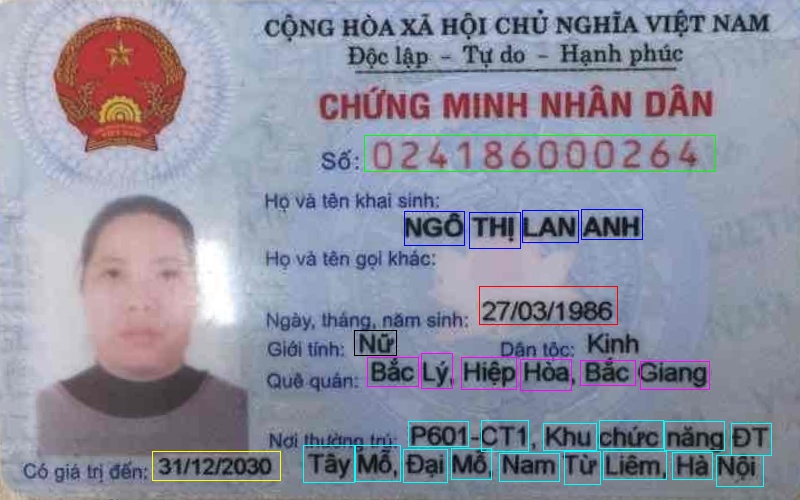 CỘNG HÒA XÃ HỘI CHỦ NGHĨA VIỆT NAM
Độc lập - Tự do - Hạnh phúc
CHỨNG MINH NHÂN DÂN
Số: 024186000264
Họ và tên khai sinh:
NGÔ THỊ LAN ANH
Họ và tên gọi khác:
Ngày, tháng, năm sinh: 27/03/1986
Giới tính: Nữ Dân tộc: Kinh
Quê quán: Bắc Lý, Hiệp Hòa, Bắc Giang
Nơi thường trú: P601-CT1, Khu chức năng ĐT
Có giá trị đến: 31/12/2030 Tây Mỗ, Đại Mỗ, Nam Từ Liêm, Hà Nội